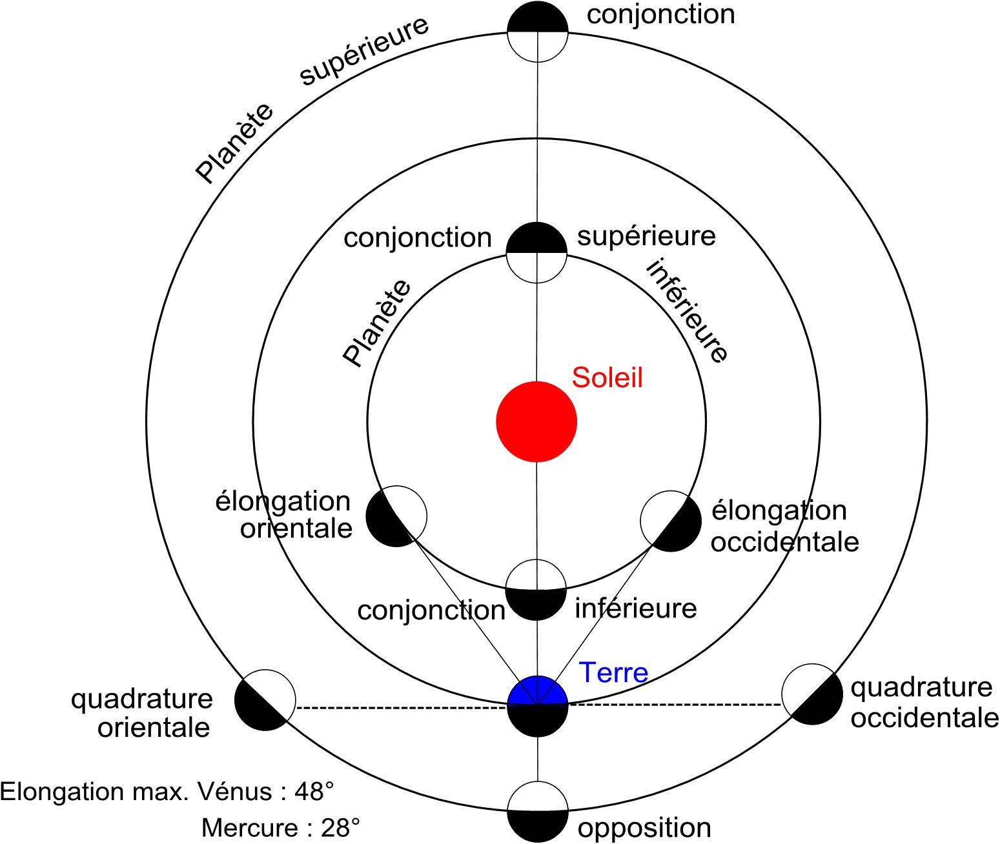 conjonction
Planète supérieure
conjonction supérieure
Planète inférieure
Soleil
élongation
orientale
élongation
occidentale
conjonction inférieure
Terre
quadrature
orientale
quadrature
occidentale
Elongation max. Vénus : 48°
Mercure : 28°
opposition